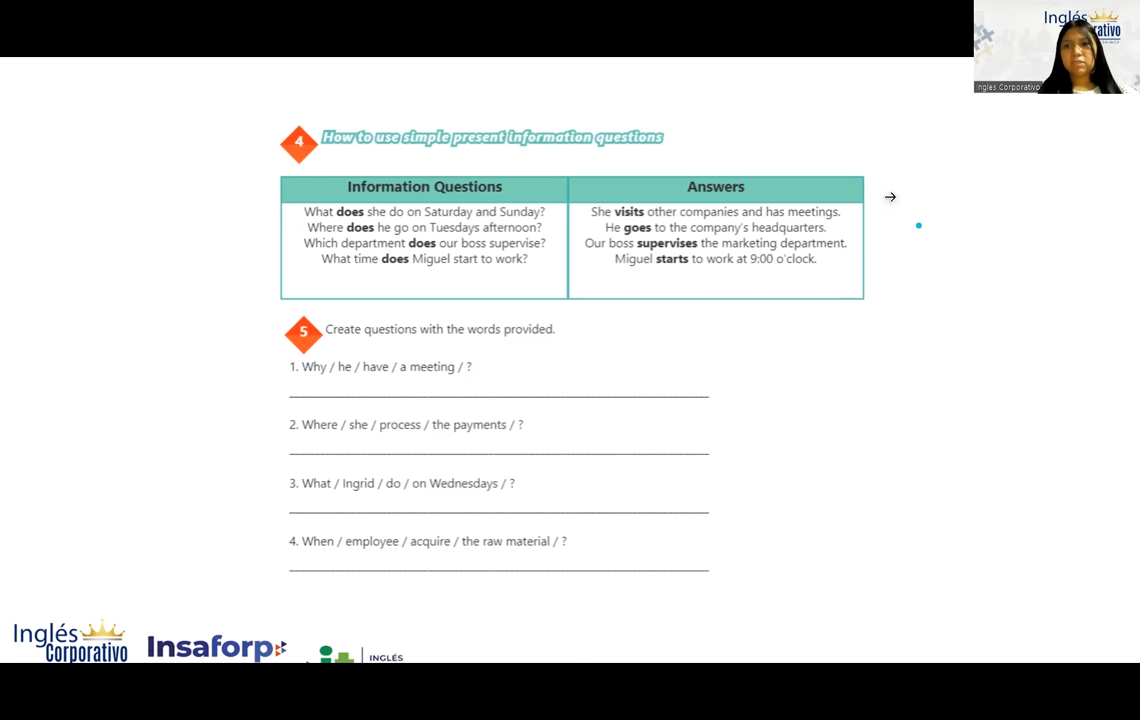 Inglés
rativo
Ingles Corporativo
4
How to use simple present information questions
Information Questions
Answers
What does she do on Saturday and Sunday?
She visits other companies and has meetings.
Where does he go on Tuesdays afternoon?
He goes to the company's headquarters.
Which department does our boss supervise?
Our boss supervises the marketing department.
What time does Miguel start to work?
Miguel starts to work at 9:00 o'clock.
5
Create questions with the words provided.
1. Why / he / have / a meeting / ?
2. Where / she / process / the payments / ?
3. What / Ingrid / do / on Wednesdays / ?
4. When / employee / acquire / the raw material / ?
Inglés
Corporativo
Insaforp
INGLÉS